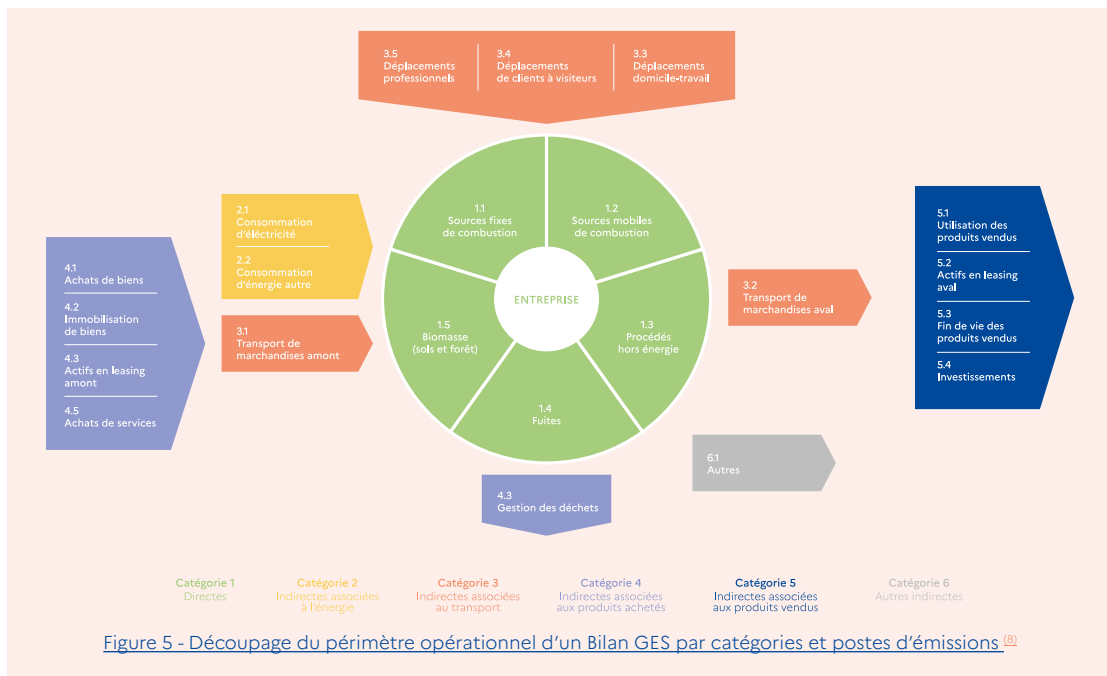 3.5
Déplacements
professionnels
3.4
Déplacements
de clients à visiteurs
3.3
Déplacements
domicile-travail
1.1
Sources fixes
de combustion
1.2
Sources mobiles
de combustion
2.1
Consommation
d'éléctricité
2.2
Consommation
d'énergie autre
3.1
Transport de
marchandises amont
4.1
Achats de biens
4.2
Immobilisation
de biens
4.3
Actifs en leasing
amont
4.5
Achats de services
ENTREPRISE
1.5
Biomasse
(sols et forêt)
1.3
Procédés
hors énergie
1.4
Fuites
3.2
Transport de
marchandises aval
5.1
Utilisation des
produits vendus
5.2
Actifs en leasing
aval
5.3
Fin de vie des
produits vendus
5.4
Investissements
6.1
Autres
4.3
Gestion des déchets
Catégorie 1
Directes
Catégorie 2
Indirectes associées
à l'énergie
Catégorie 3
Indirectes associées
au transport
Catégorie 4
Indirectes associées
aux produits achetés
Catégorie 5
Indirectes associées
aux produits vendus
Catégorie 6
Autres indirectes
Figure 5 - Découpage du périmètre opérationnel d'un Bilan GES par catégories et postes d'émissions (8)